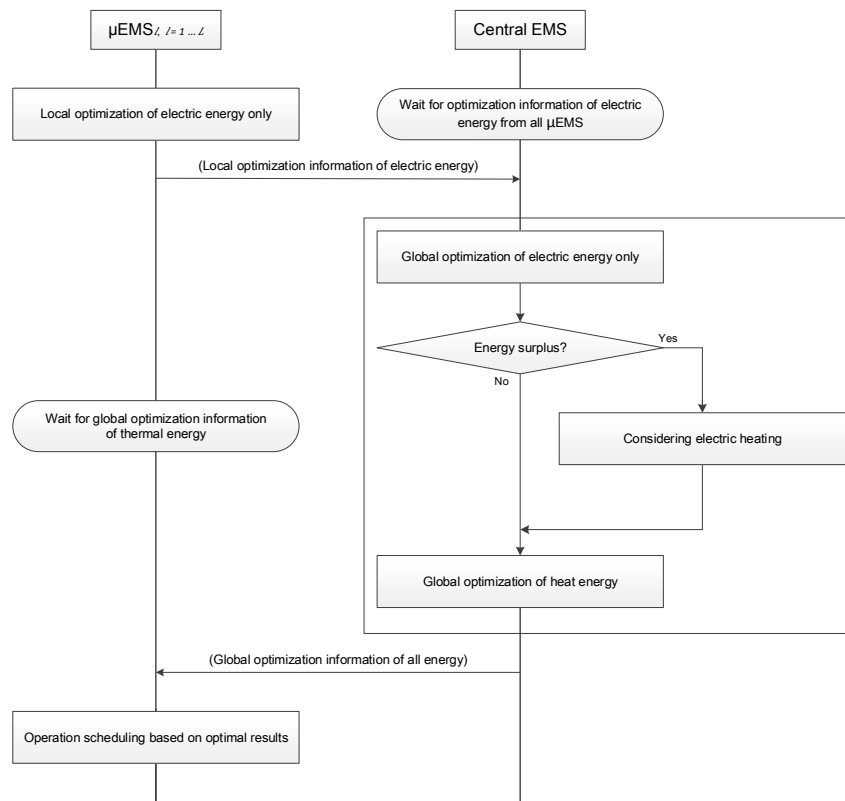 μEMS l, l = 1 ... L
Central EMS
Local optimization of electric energy only
Wait for optimization information of electric
energy from all μEMS
(Local optimization information of electric energy)
Global optimization of electric energy only
Energy surplus?
Yes
No
Wait for global optimization information
of thermal energy
Considering electric heating
Global optimization of heat energy
(Global optimization information of all energy)
Operation scheduling based on optimal results